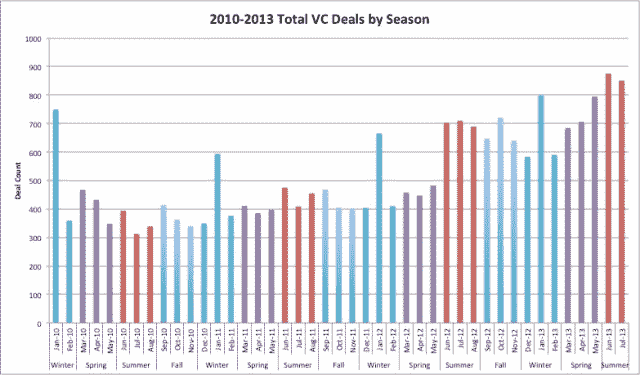 2010-2013 Total VC Deals by Season
Deal Count
1000
900
800
700
600
500
400
300
200
100
0
Jan-10
Feb-10
Mar-10
Apr-10
May-10
Jun-10
Jul-10
Aug-10
Sep-10
Oct-10
Nov-10
Dec-10
Jan-11
Feb-11
Mar-11
Apr-11
May-11
Jun-11
Jul-11
Aug-11
Sep-11
Oct-11
Nov-11
Dec-11
Jan-12
Feb-12
Mar-12
Apr-12
May-12
Jun-12
Jul-12
Aug-12
Sep-12
Oct-12
Nov-12
Dec-12
Jan-13
Feb-13
Mar-13
Apr-13
May-13
Jun-13
Jul-13
Winter
Spring
Summer
Fall
Winter
Spring
Summer
Fall
Winter
Spring
Summer
Fall
Winter
Spring
Summer